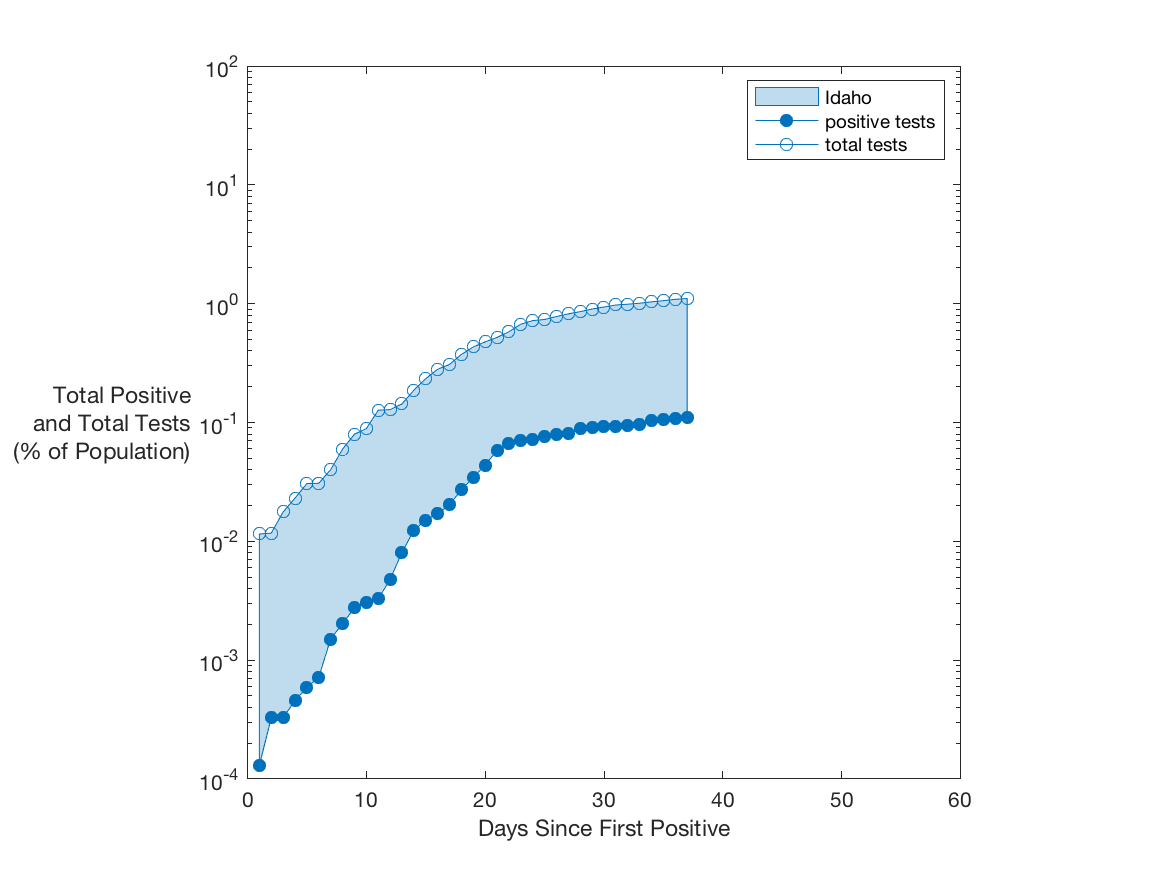 10^2
10^1
10^0
10^-1
10^-2
10^-3
10^-4
Total Positive
and Total Tests
(% of Population)
Idaho
positive tests
total tests
0 10 20 30 40 50 60
Days Since First Positive